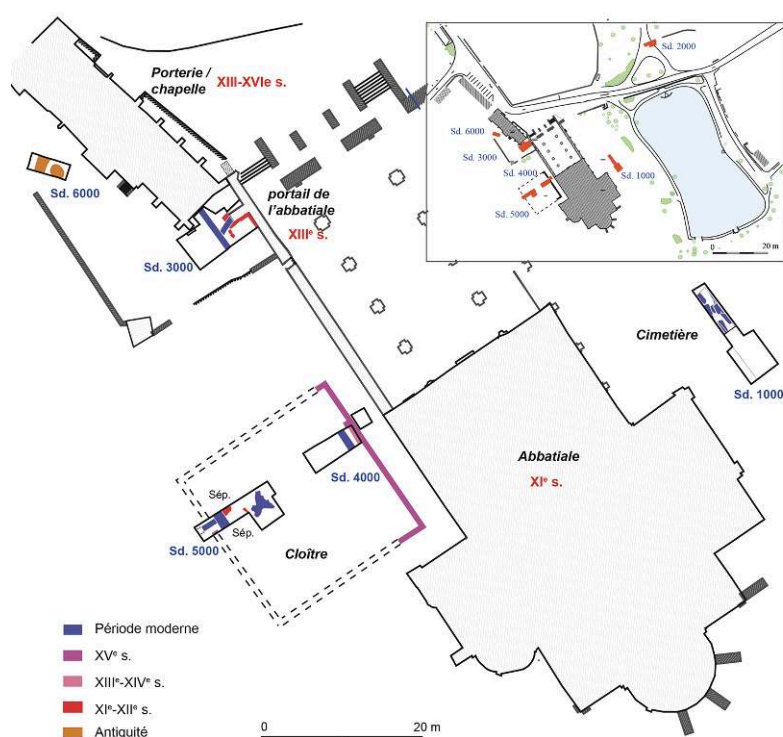 Porterie /
chapelle
XIII-XVIe s.
Sd. 6000
portail de
l'abbatiale
XIIIe s.
Sd. 3000
Sd. 2000
Sd. 6000
Sd. 3000
Sd. 4000
Sd. 1000
Sd. 5000
0 20 m
Cimetière
Sd. 1000
Abbatiale
XIe s.
Sd. 4000
Sép.
Sép.
Sd. 5000
Cloître
Période moderne
XVe s.
XIIIe-XIVe s.
XIe-XIIe s.
Antiquité
0 20 m